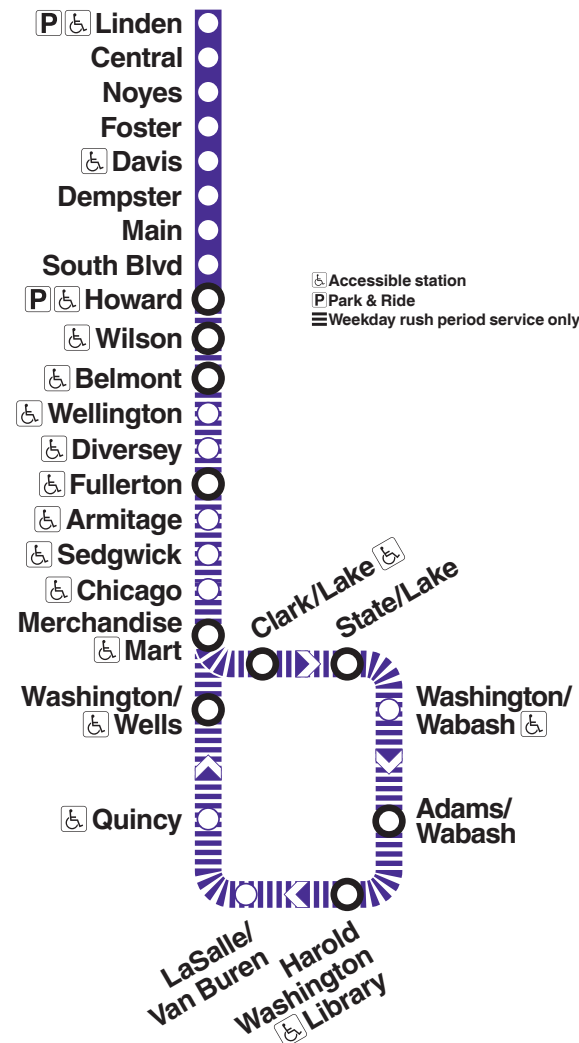 P Linden
Central
Noyes
Foster
Davis
Dempster
Main
South Blvd
P Howard
Wilson
Belmont
Wellington
Diversey
Fullerton
Armitage
Sedgwick
Chicago
Merchandise
Mart
Clark/Lake
State/Lake
Washington/
Wells
Washington/
Wabash
Quincy
Adams/
Wabash
LaSalle/
Van Buren
Harold
Washington
Library
Accessible station
P Park & Ride
Weekday rush period service only